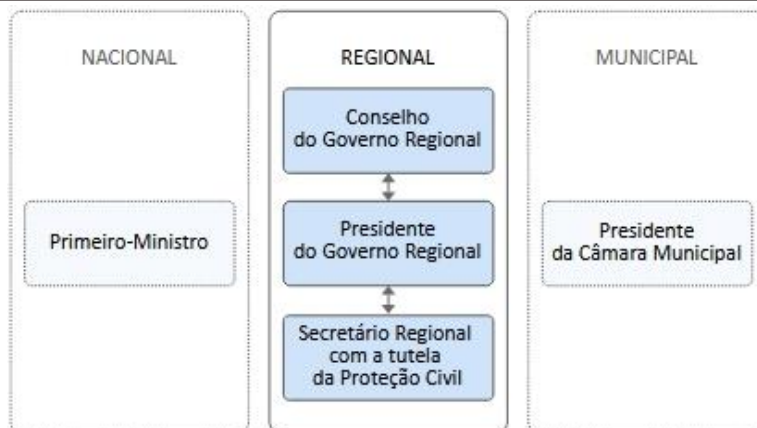 NACIONAL
REGIONAL
MUNICIPAL
Conselho
do Governo Regional
Primeiro-Ministro
Presidente
do Governo Regional
Presidente
da Câmara Municipal
Secretário Regional
com a tutela
da Proteção Civil